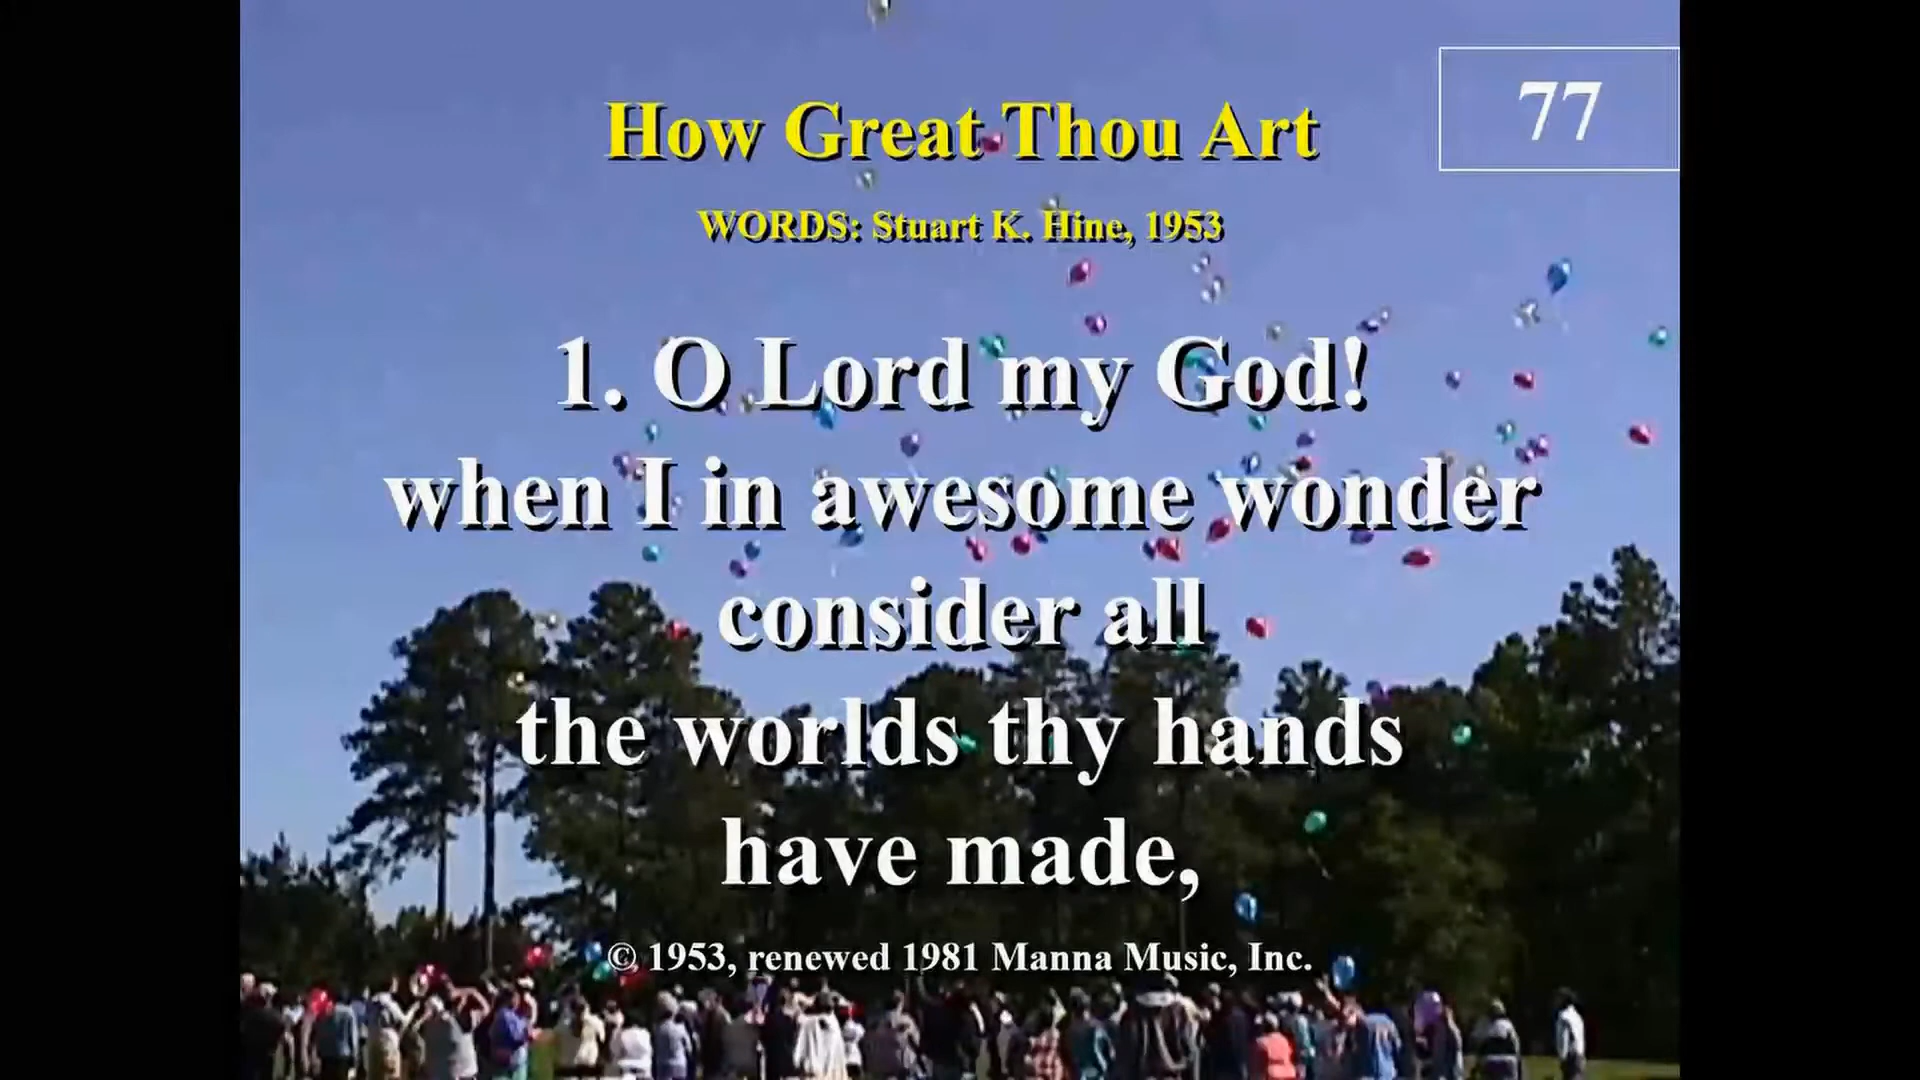 77
How Great Thou Art
WORDS: Stuart K. Hine, 1953
1. O Lord my God!
when I in awesome wonder
consider all
the worlds thy hands
have made,
© 1953, renewed 1981 Manna Music, Inc.